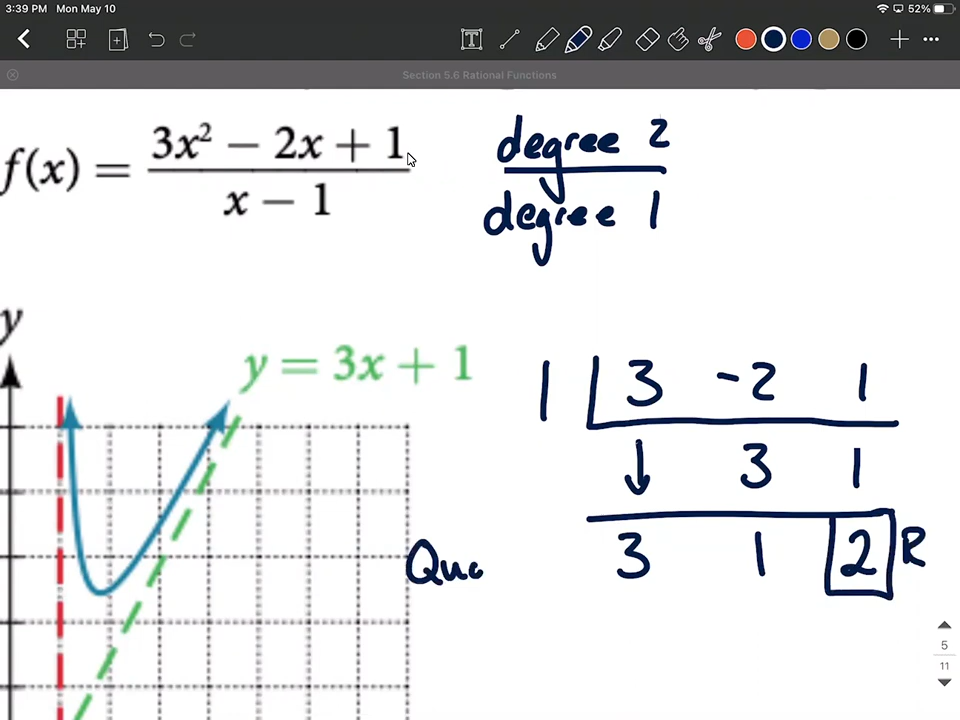 3:39 PM Mon May 10
52%
Section 5.6 Rational Functions
f(x) = \frac{3x² − 2x + 1}{x − 1}
degree 2
degree 1
y
y = 3x + 1
1 | 3 -2 1
↓ 3 1
3 1 2 R
Quo
5
11